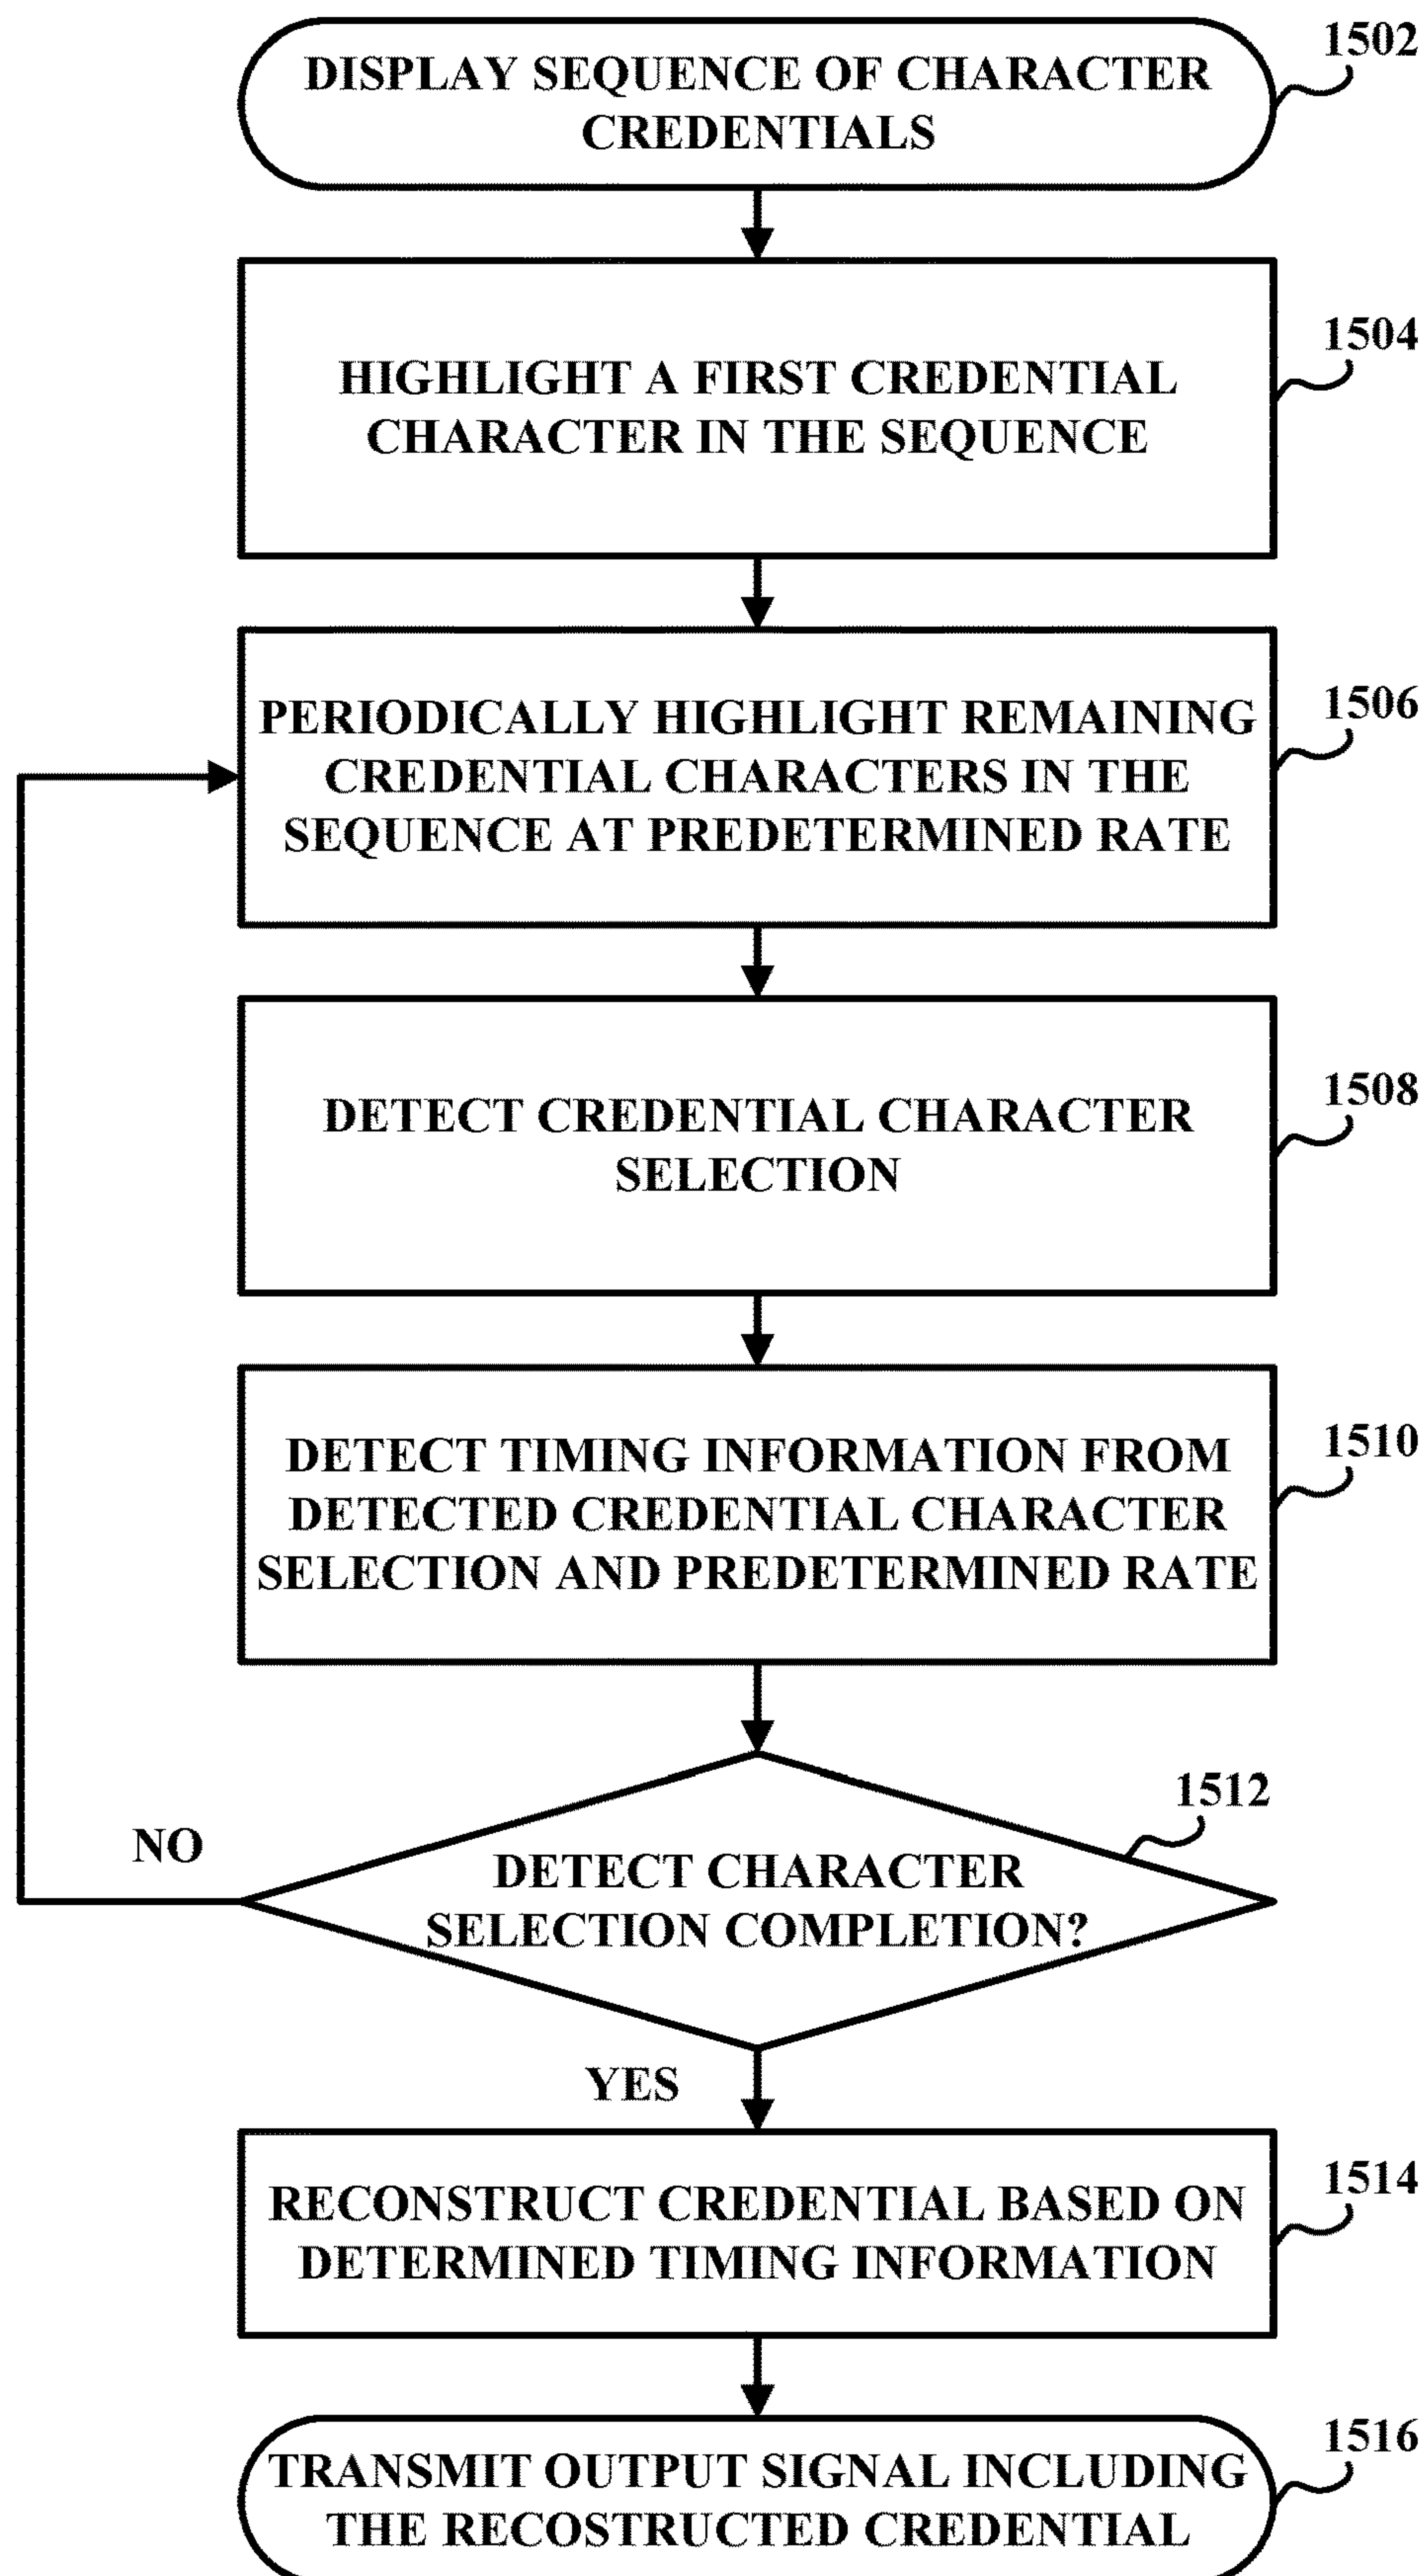 1502
DISPLAY SEQUENCE OF CHARACTER
CREDENTIALS
1504
HIGHLIGHT A FIRST CREDENTIAL
CHARACTER IN THE SEQUENCE
1506
PERIODICALLY HIGHLIGHT REMAINING
CREDENTIAL CHARACTERS IN THE
SEQUENCE AT PREDETERMINED RATE
1508
DETECT CREDENTIAL CHARACTER
SELECTION
1510
DETECT TIMING INFORMATION FROM
DETECTED CREDENTIAL CHARACTER
SELECTION AND PREDETERMINED RATE
1512
NO
DETECT CHARACTER
SELECTION COMPLETION?
YES
1514
RECONSTRUCT CREDENTIAL BASED ON
DETERMINED TIMING INFORMATION
1516
TRANSMIT OUTPUT SIGNAL INCLUDING
THE RECOSTRUCTED CREDENTIAL